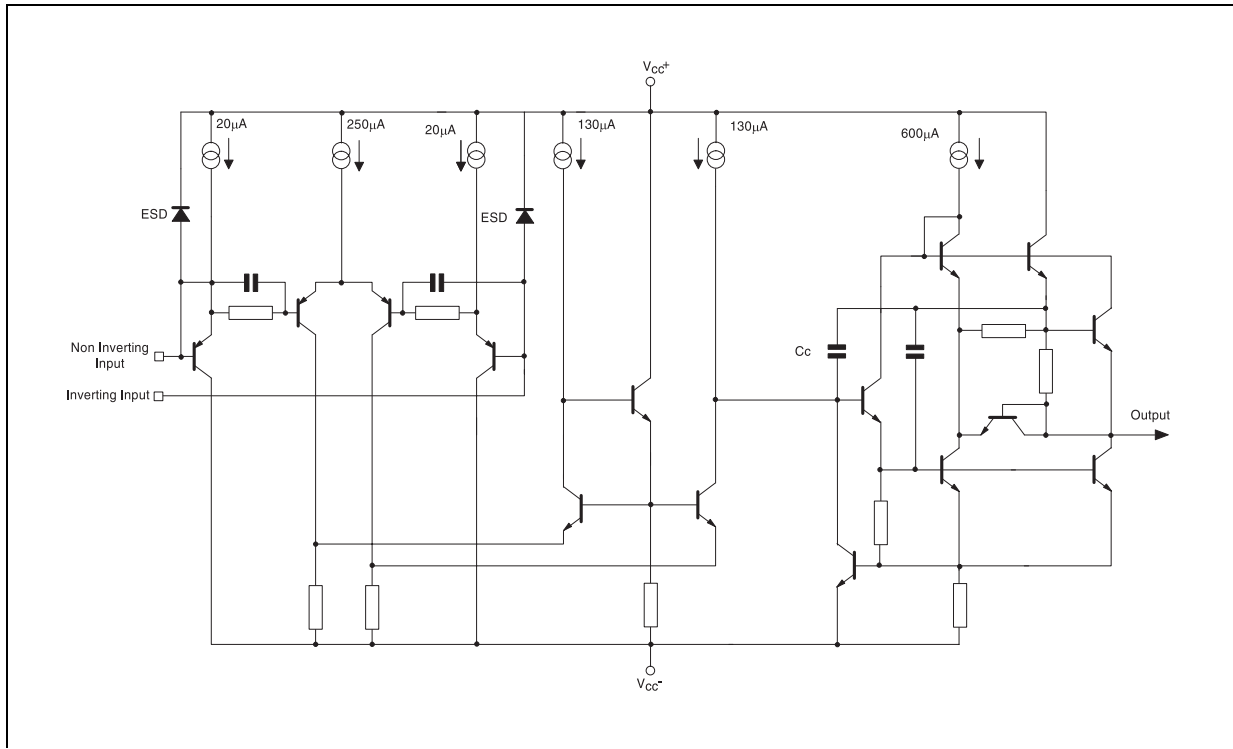 VCC+
20µA
250µA
20µA
130µA
130µA
600µA
ESD
ESD
Non Inverting
Input
Inverting Input
Cc
Output
VCC-